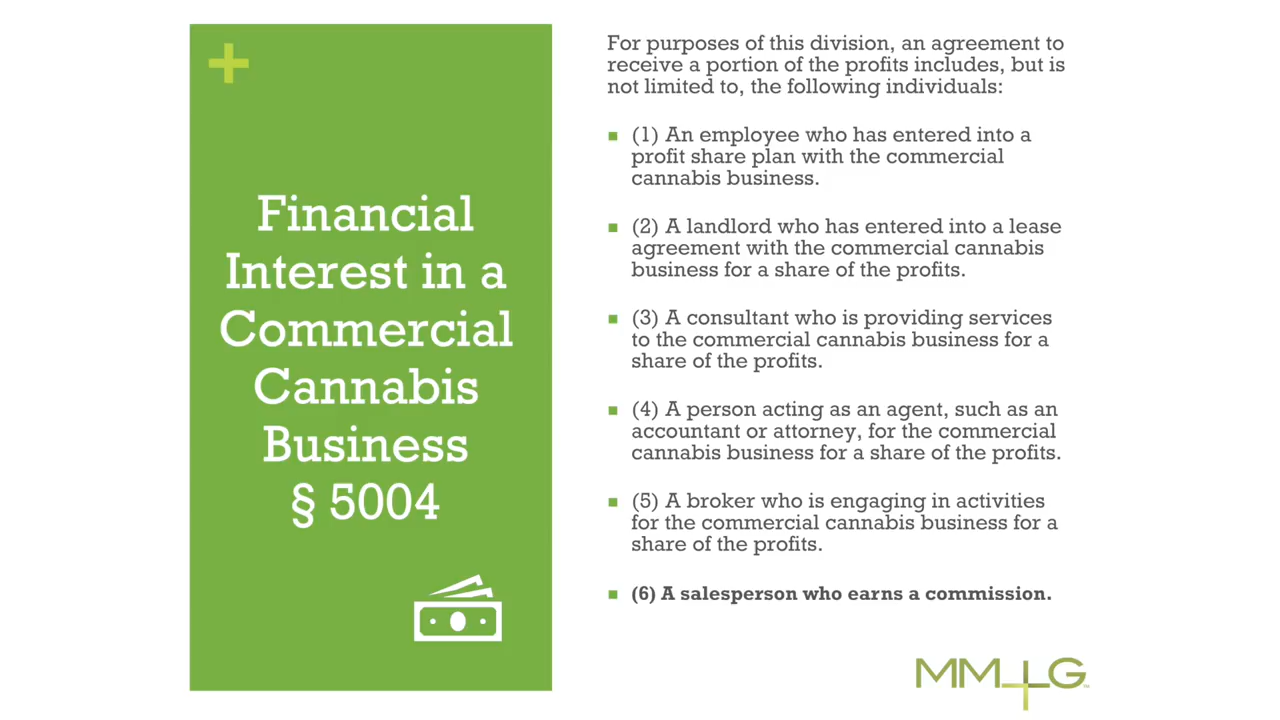 Financial
Interest in a
Commercial
Cannabis
Business
§ 5004
For purposes of this division, an agreement to
receive a portion of the profits includes, but is
not limited to, the following individuals:
(1) An employee who has entered into a
profit share plan with the commercial
cannabis business.
(2) A landlord who has entered into a lease
agreement with the commercial cannabis
business for a share of the profits.
(3) A consultant who is providing services
to the commercial cannabis business for a
share of the profits.
(4) A person acting as an agent, such as an
accountant or attorney, for the commercial
cannabis business for a share of the profits.
(5) A broker who is engaging in activities
for the commercial cannabis business for a
share of the profits.
(6) A salesperson who earns a commission.
MMLG